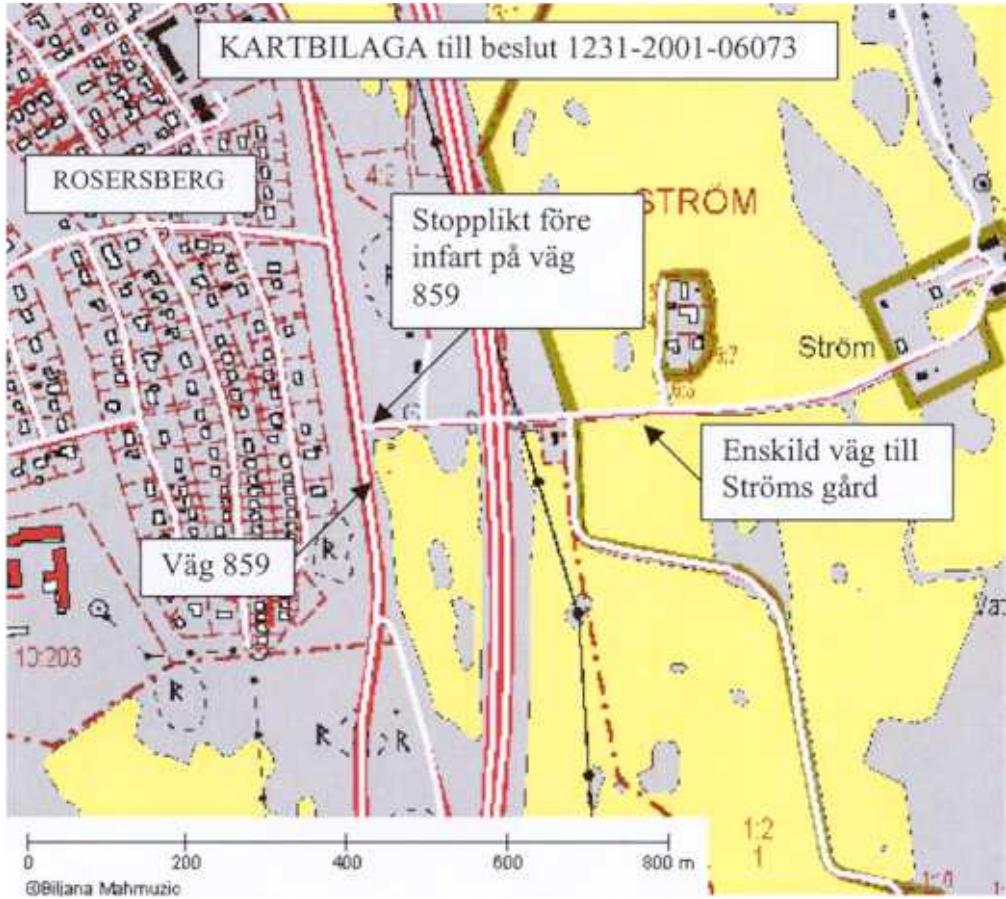 KARTBILAGA till beslut 1231-2001-06073
ROSERSBERG
STRÖM
Stopplikt före
infart på väg
859
Ström
Enskild väg till
Ströms gård
Väg 859
10:203
1:2
1
0
200
400
600
800 m
©Biljana Mahmuzic